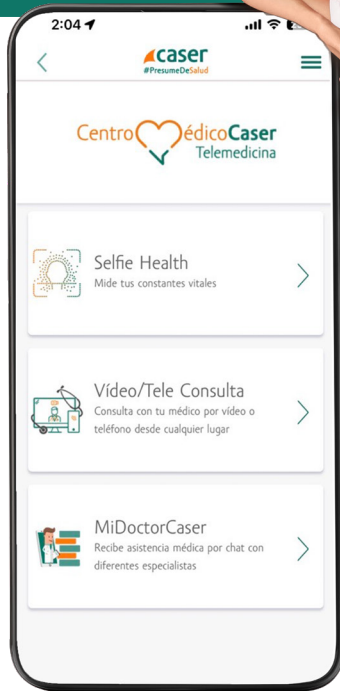 2:04
caser
#PresumeDeSalud
Centro MédicoCaser
Telemedicina
Selfie Health
Mide tus constantes vitales
Vídeo/Tele Consulta
Consulta con tu médico por vídeo o
teléfono desde cualquier lugar
MiDoctorCaser
Recibe asistencia médica por chat con
diferentes especialistas